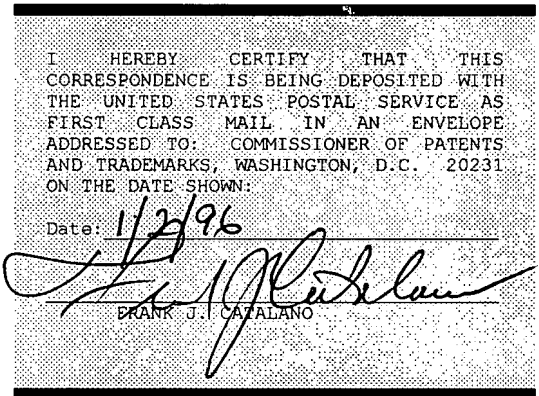 I HEREBY CERTIFY THAT THIS
CORRESPONDENCE IS BEING DEPOSITED WITH
THE UNITED STATES POSTAL SERVICE AS
FIRST CLASS MAIL IN AN ENVELOPE
ADDRESSED TO: COMMISSIONER OF PATENTS
AND TRADEMARKS, WASHINGTON, D.C. 20231
ON THE DATE SHOWN:
Date: 1/2/96
Frank J. Catalano
FRANK J. CATALANO